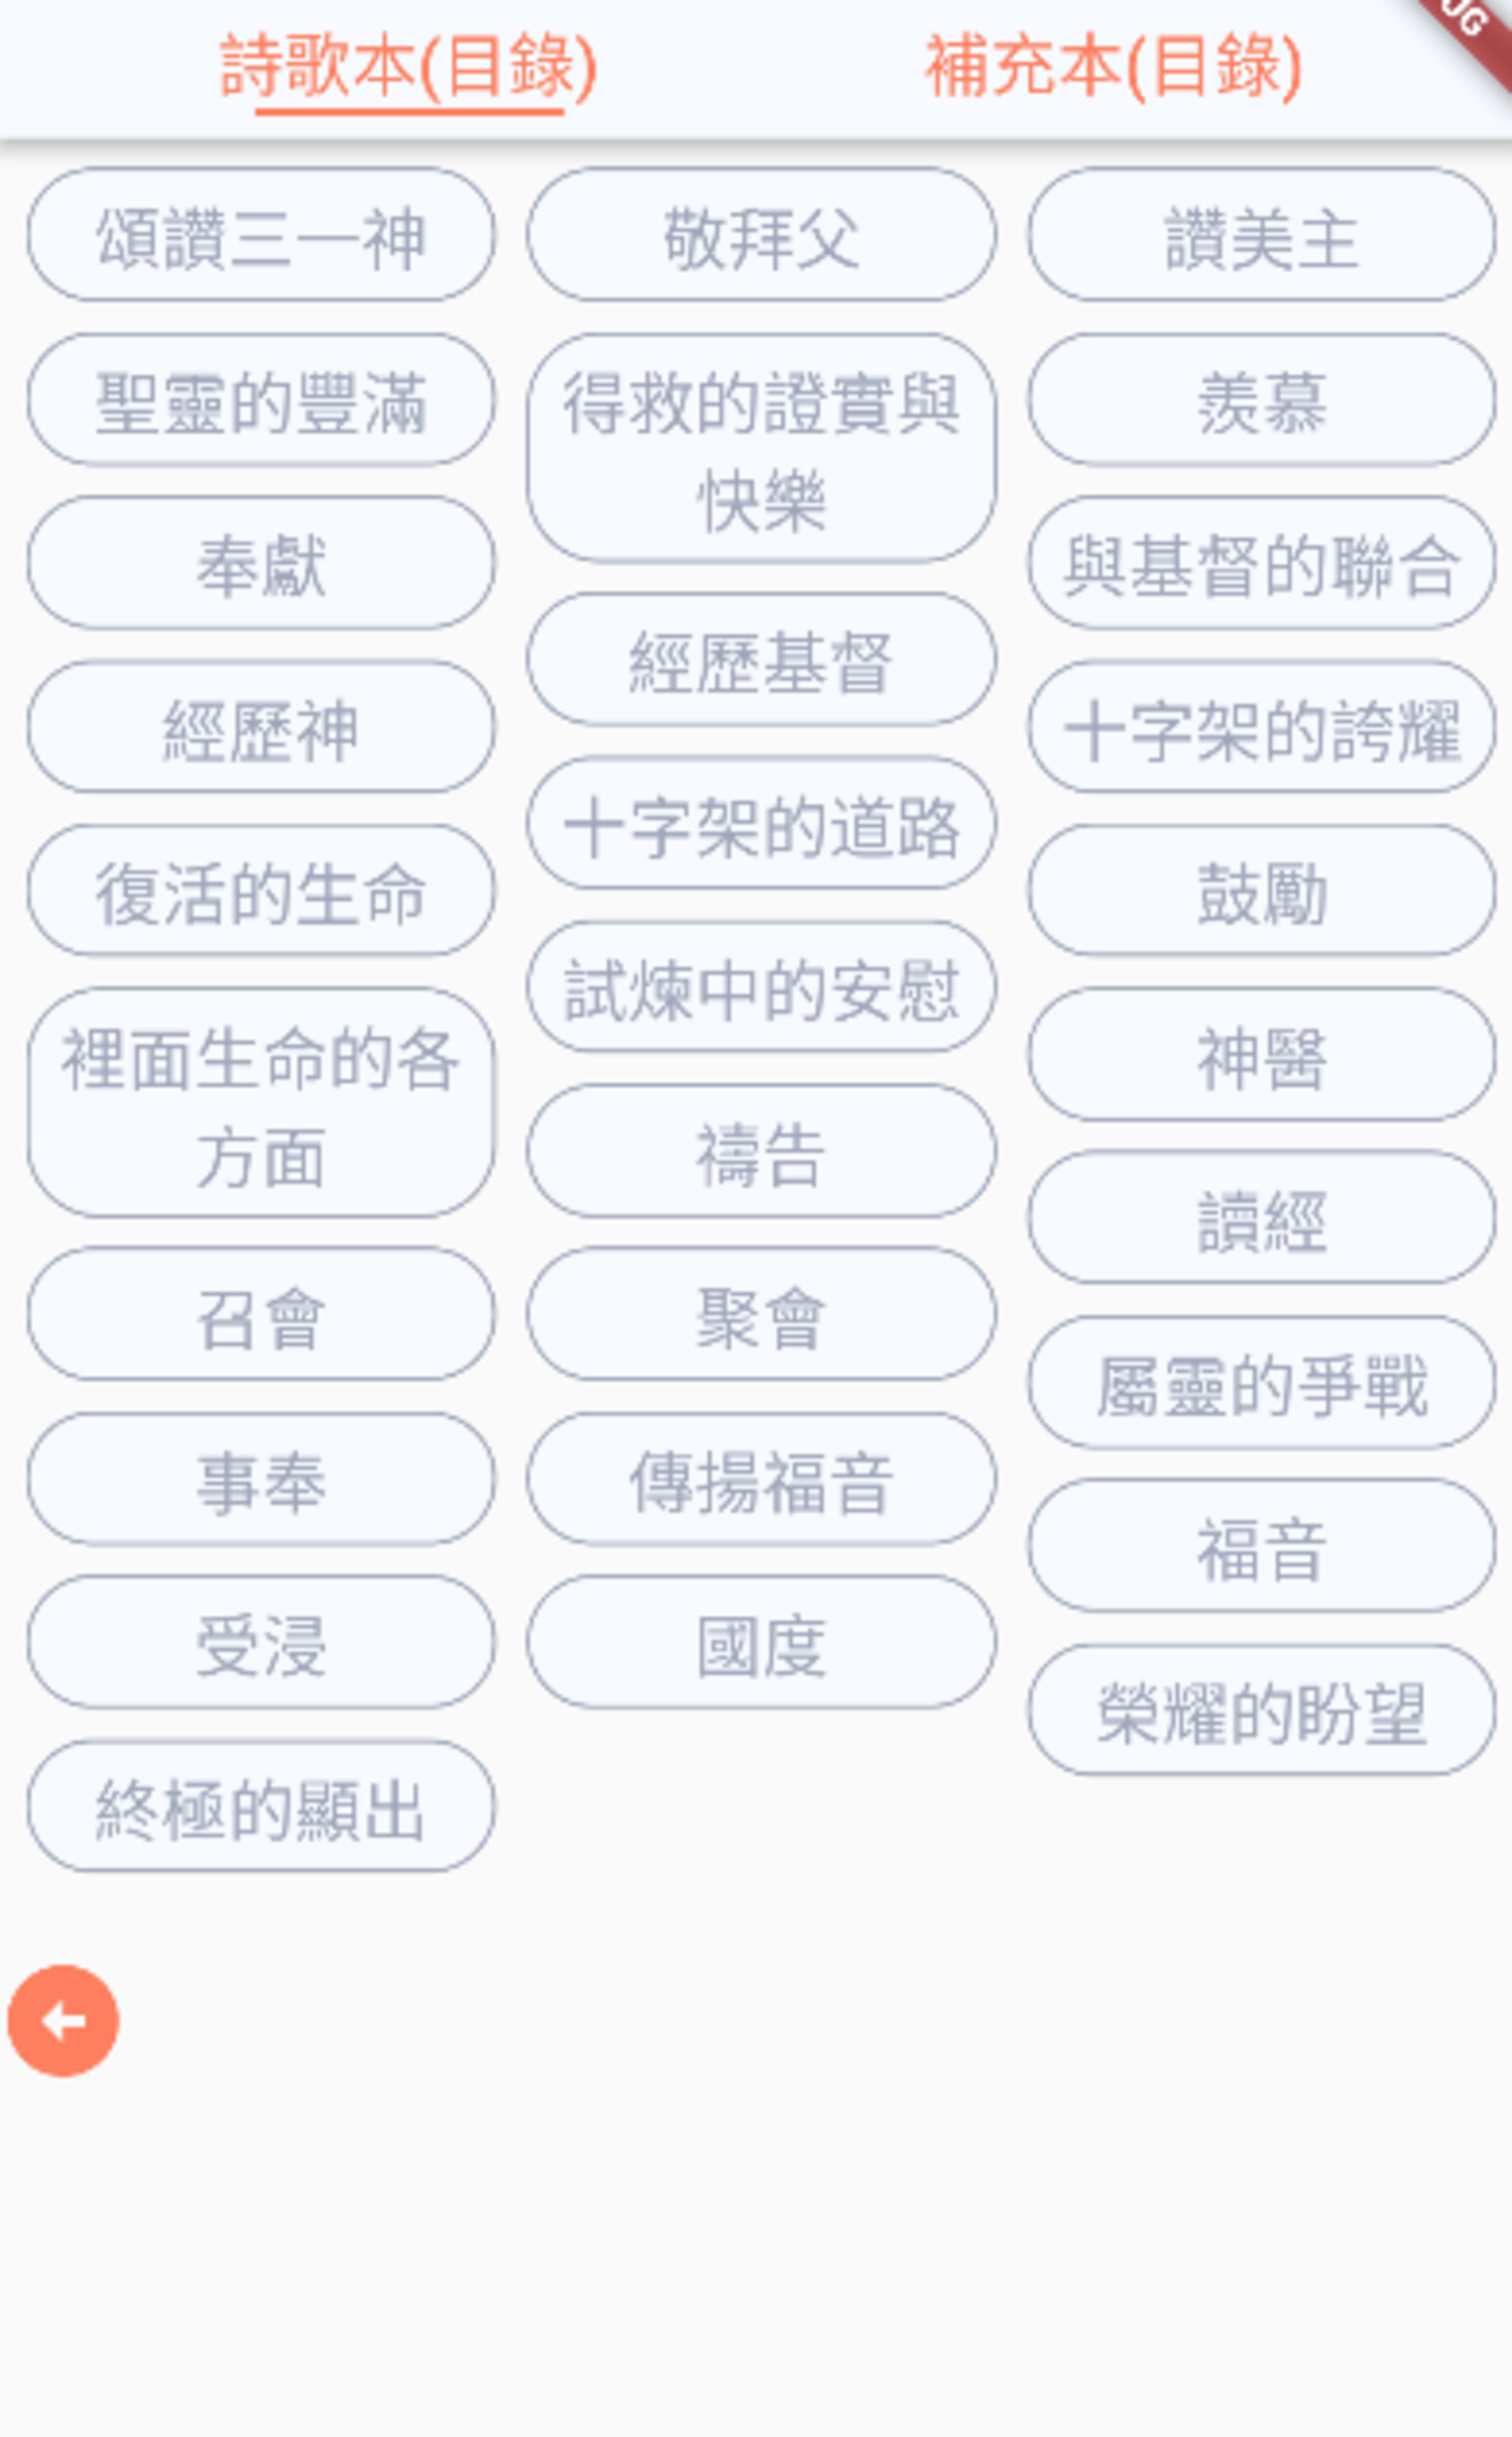 詩歌本(目錄)
補充本(目錄)
頌讚三一神
敬拜父
讚美主
聖靈的豐滿
得救的證實與
快樂
羨慕
奉獻
與基督的聯合
經歷基督
經歷神
十字架的誇耀
十字架的道路
復活的生命
鼓勵
試煉中的安慰
裡面生命的各
方面
神醫
禱告
讀經
召會
聚會
屬靈的爭戰
事奉
傳揚福音
福音
受浸
國度
榮耀的盼望
終極的顯出